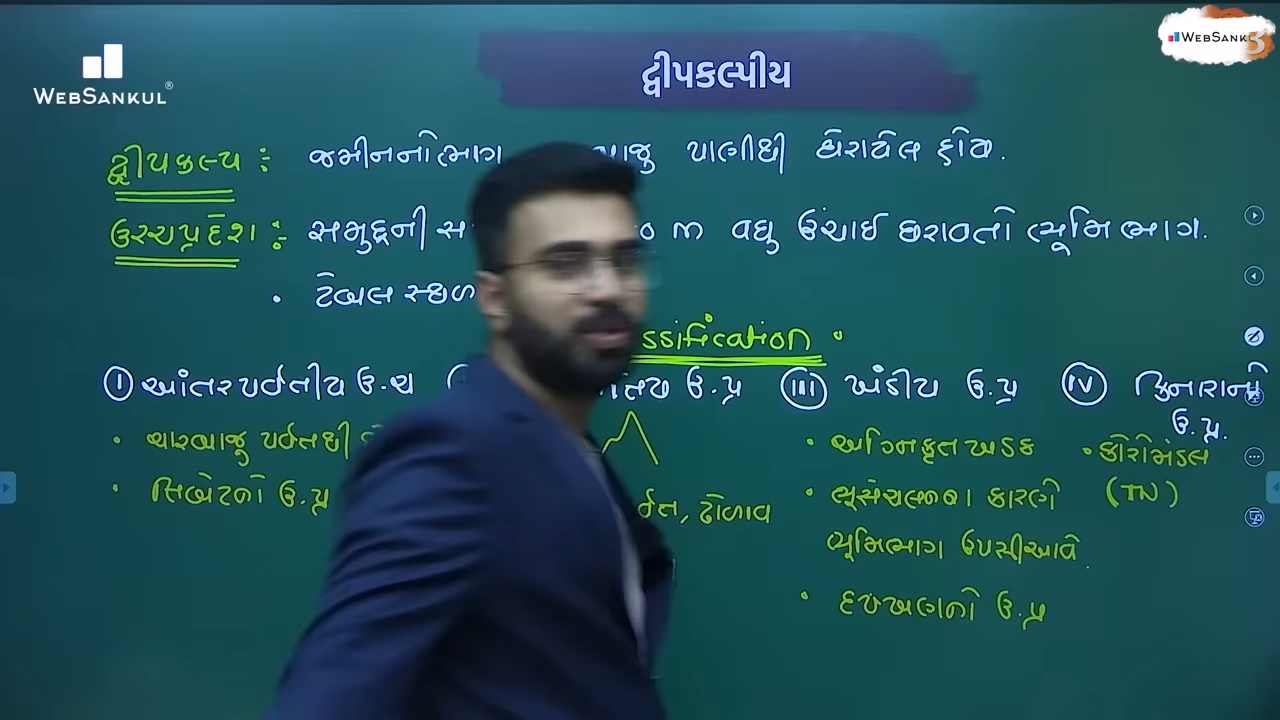 દ્વીપકલ્પીય
WEBSANKUL®
WEBSANKUL
દ્વીપકલ્પ : જમીનનો ભાગ બાજુ પાણીથી ઘેરાયેલ હોય.
ઉચ્ચપ્રદેશ :- સમુદ્રની m વધુ ઉંચાઈ ધરાવતો ભૂમિભાગ.
• ટેબલ સ્થળ
ssification :
I આંતરપર્વતીય ઉ.ચ III ખંડીય ઉ.પ્ર IV કિનારાનો
ઉ.પ્ર.
• ચારબાજુ પર્વતથી • અગ્નિકૃત ખડક • કોરોમંડલ
• તિબેટનો ઉ.પ્ર ઢોળાવ • ભૂસંચલનના કારણે (TN)
ભૂમિભાગ ઉપસીઆવે.
• દખ્ખણનો ઉ.પ્ર